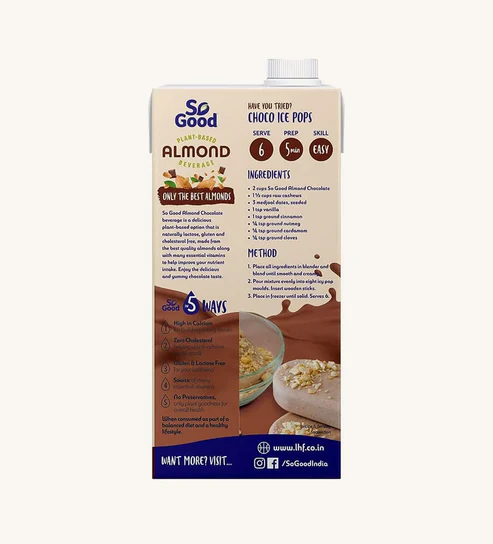 So
Good
PLANT-BASED
ALMOND
BEVERAGE
ONLY THE BEST ALMONDS
So Good Almond Chocolate
beverage is a delicious
plant-based option that is
naturally lactose, gluten and
cholesterol free, made from
the best quality almonds along
with many essential vitamins
to help improve your nutrient
intake. Enjoy the delicious
and yummy chocolate taste.
So Good 5 WAYS
1 High in Calcium
2 Zero Cholesterol
3 Gluten & Lactose Free
4 Source
5 No Preservatives,
When consumed as part of a
balanced diet and a healthy
lifestyle.
HAVE YOU TRIED?
CHOCO ICE POPS
SERVE PREP SKILL
6 5min EASY
INGREDIENTS
• 2 cups So Good Almond Chocolate
• 1½ cups raw cashews
• 3 medjool dates, seeded
• 1 tsp vanilla
• 1 tsp ground cinnamon
• ¼ tsp ground nutmeg
• ¼ tsp ground cardamom
• ¼ tsp ground cloves
METHOD
1. Place all ingredients in blender and
blend until smooth and creamy.
2. Pour mixture evenly into eight icy pop
moulds. Insert wooden sticks.
3. Place in freezer until solid. Serves 6.
WANT MORE? VISIT...
www.lhf.co.in
/SoGoodIndia